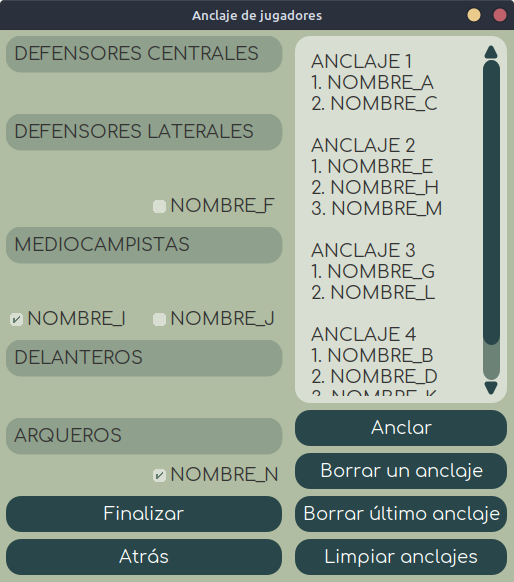 Anclaje de jugadores
DEFENSORES CENTRALES
DEFENSORES LATERALES
NOMBRE_F
MEDIOCAMPISTAS
NOMBRE_I NOMBRE_J
DELANTEROS
ARQUEROS
NOMBRE_N
Finalizar
Atrás
ANCLAJE 1
1. NOMBRE_A
2. NOMBRE_C
ANCLAJE 2
1. NOMBRE_E
2. NOMBRE_H
3. NOMBRE_M
ANCLAJE 3
1. NOMBRE_G
2. NOMBRE_L
ANCLAJE 4
1. NOMBRE_B
2. NOMBRE_D
3. NOMBRE_K
Anclar
Borrar un anclaje
Borrar último anclaje
Limpiar anclajes